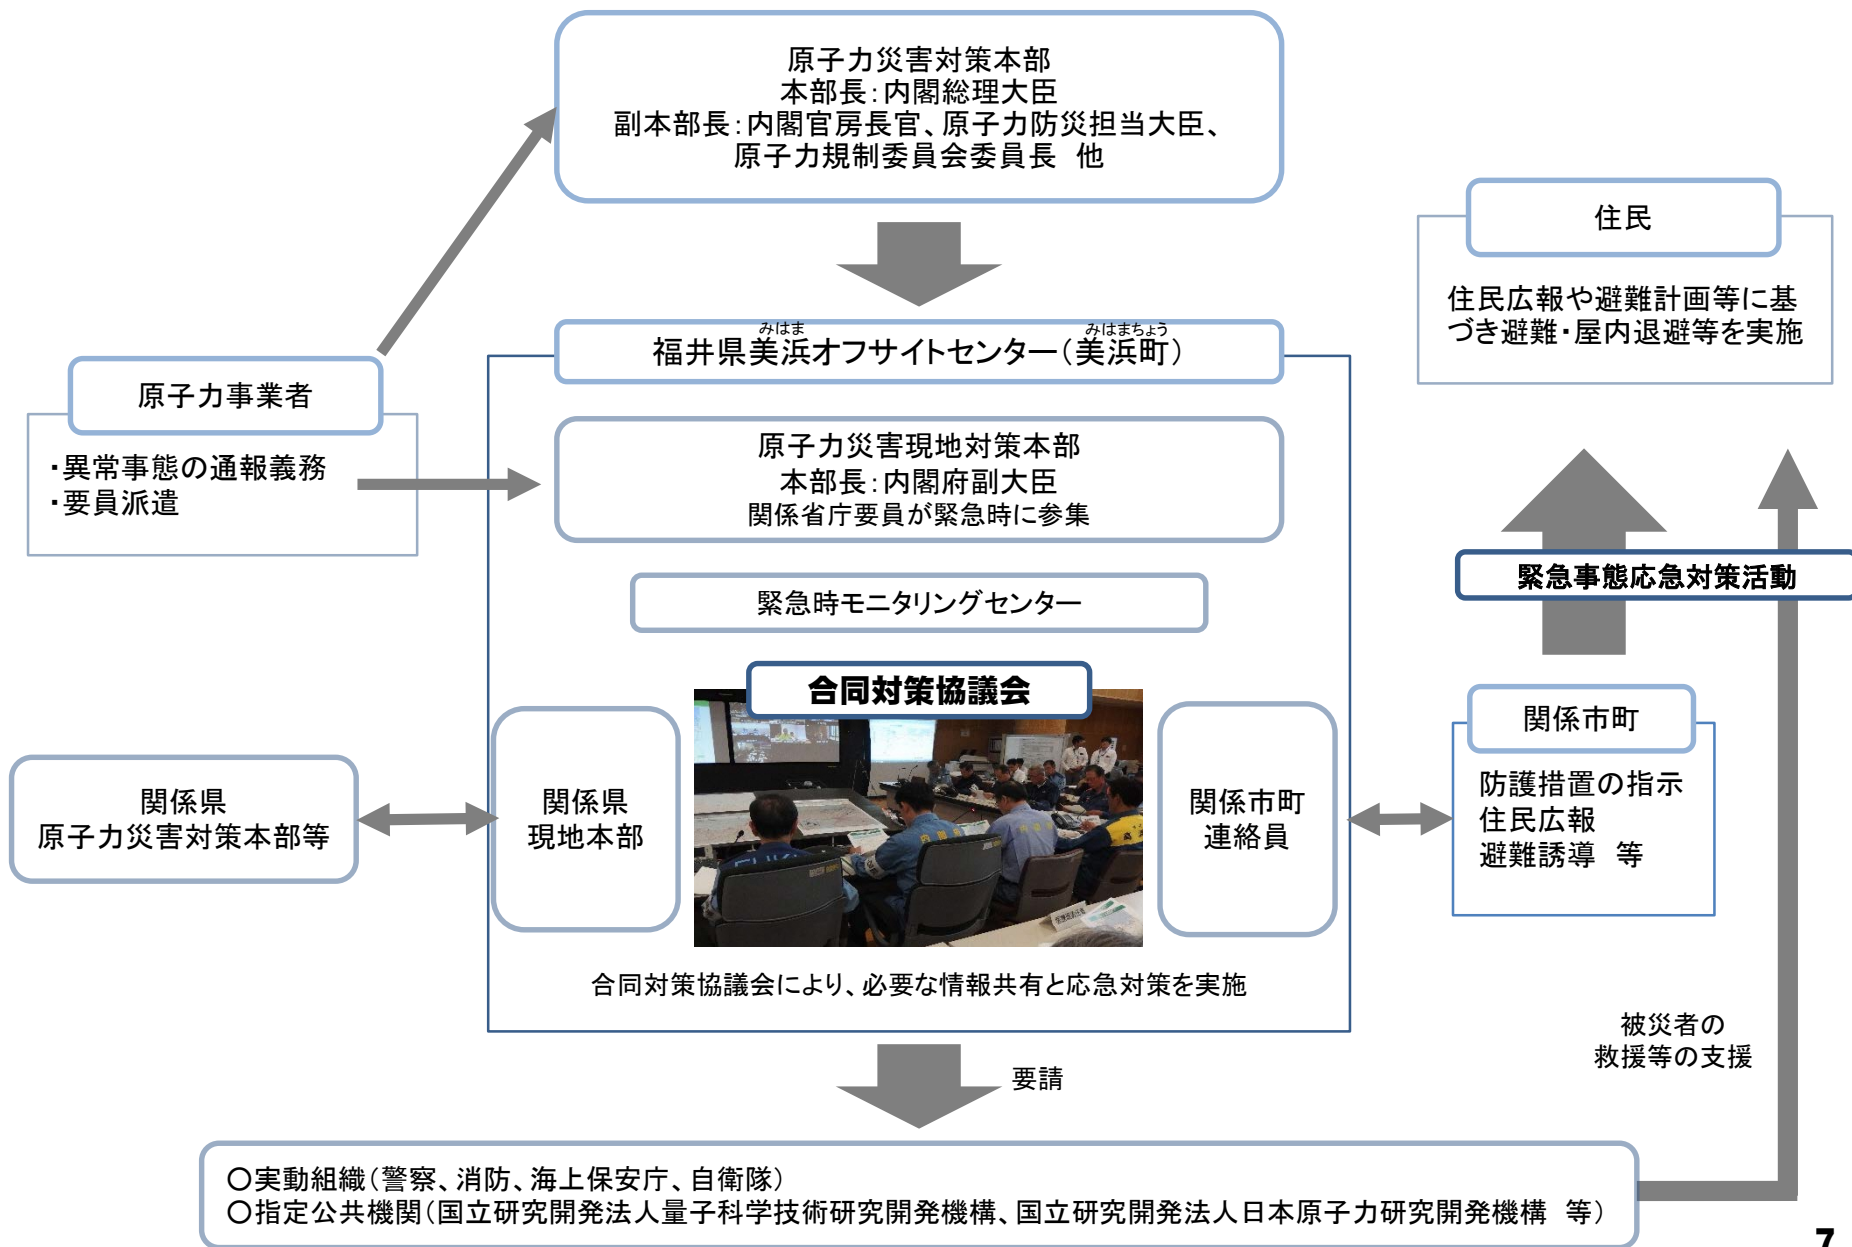 原子力災害対策本部
本部長：内閣総理大臣
副本部長：内閣官房長官、原子力防災担当大臣、
原子力規制委員会委員長　他
住民
住民広報や避難計画等に基
づき避難・屋内退避等を実施
みはま　みはまちょう
福井県美浜オフサイトセンター（美浜町）
原子力事業者
・異常事態の通報義務
・要員派遣
原子力災害現地対策本部
本部長：内閣府副大臣
関係省庁要員が緊急時に参集
緊急事態応急対策活動
緊急時モニタリングセンター
合同対策協議会
関係県
原子力災害対策本部等
関係県
現地本部
関係市町
連絡員
関係市町
防護措置の指示
住民広報
避難誘導　等
合同対策協議会により、必要な情報共有と応急対策を実施
被災者の
救援等の支援
要請
○実動組織（警察、消防、海上保安庁、自衛隊）
○指定公共機関（国立研究開発法人量子科学技術研究開発機構、国立研究開発法人日本原子力研究開発機構　等）
7